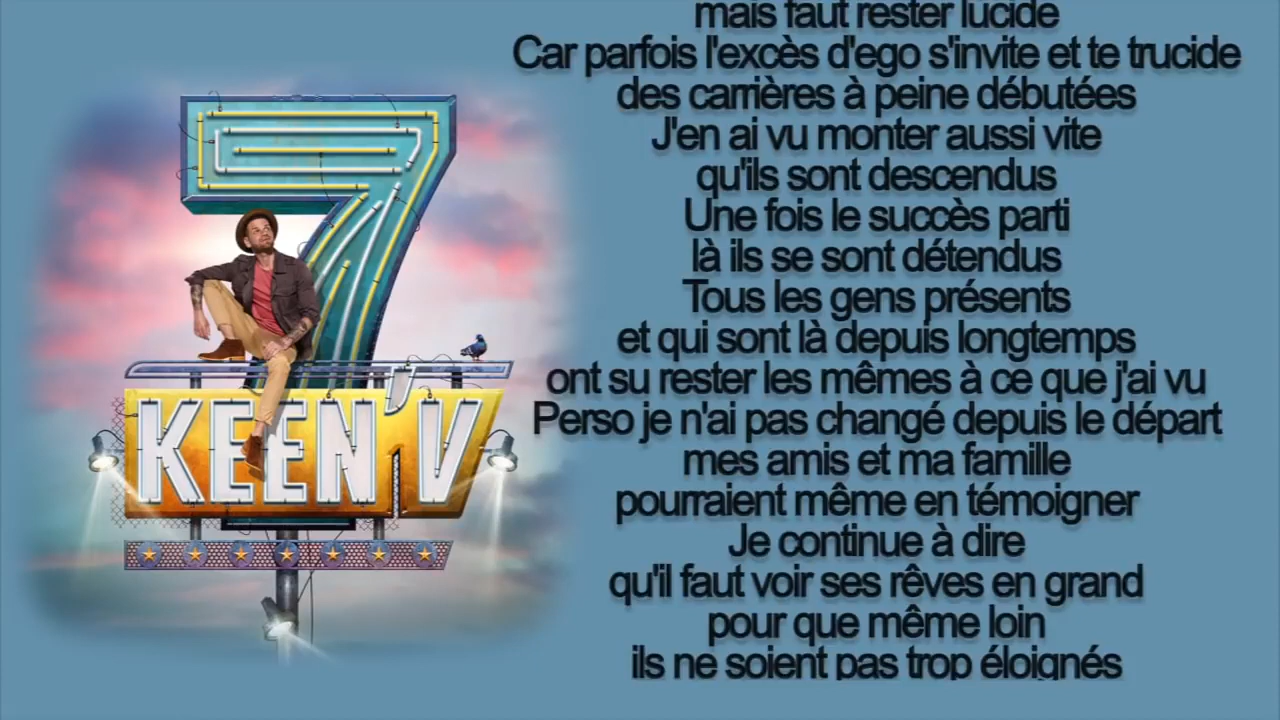 7
KEEN'V
mais faut rester lucide
Car parfois l'excès d'ego s'invite et te trucide
des carrières à peine débutées
J'en ai vu monter aussi vite
qu'ils sont descendus
Une fois le succès parti
là ils se sont détendus
Tous les gens présents
et qui sont là depuis longtemps
ont su rester les mêmes à ce que j'ai vu
Perso je n'ai pas changé depuis le départ
mes amis et ma famille
pourraient même en témoigner
Je continue à dire
qu'il faut voir ses rêves en grand
pour que même loin
ils ne soient pas trop éloignés